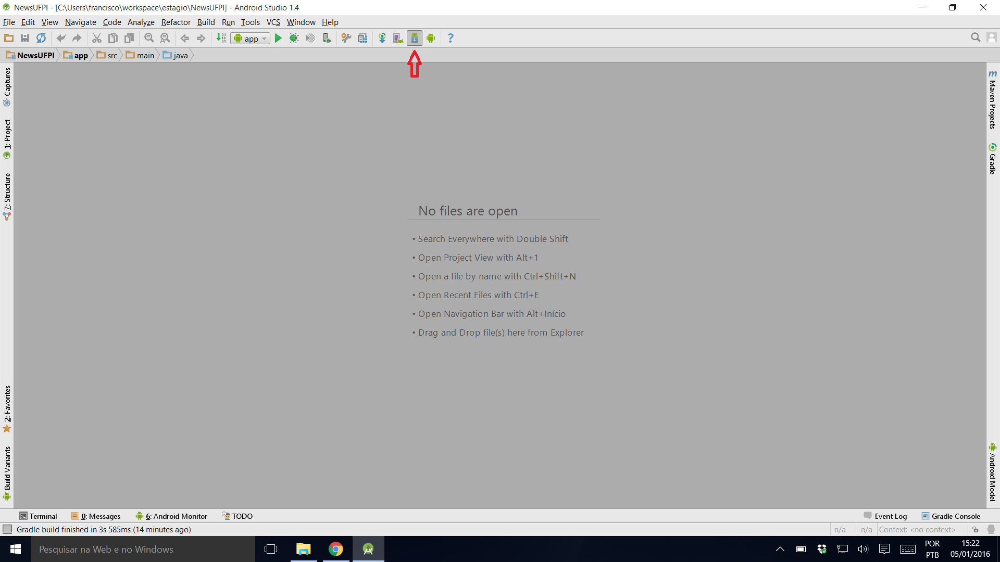 NewsUFPI - [C:\Users\francisco\workspace\estagio\NewsUFPI] - Android Studio 1.4
File Edit View Navigate Code Analyze Refactor Build Run Tools VCS Window Help
app
NewsUFPI app src main java
Captures
1: Project
7: Structure
2: Favorites
Build Variants
m Maven Projects
Gradle
Android Model
No files are open
• Search Everywhere with Double Shift
• Open Project View with Alt+1
• Open a file by name with Ctrl+Shift+N
• Open Recent Files with Ctrl+E
• Open Navigation Bar with Alt+Início
• Drag and Drop file(s) here from Explorer
Terminal 0: Messages 6: Android Monitor TODO Event Log Gradle Console
Gradle build finished in 3s 585ms (14 minutes ago) n/a n/a Context: <no context>
Pesquisar na Web e no Windows
POR
PTB
15:22
05/01/2016